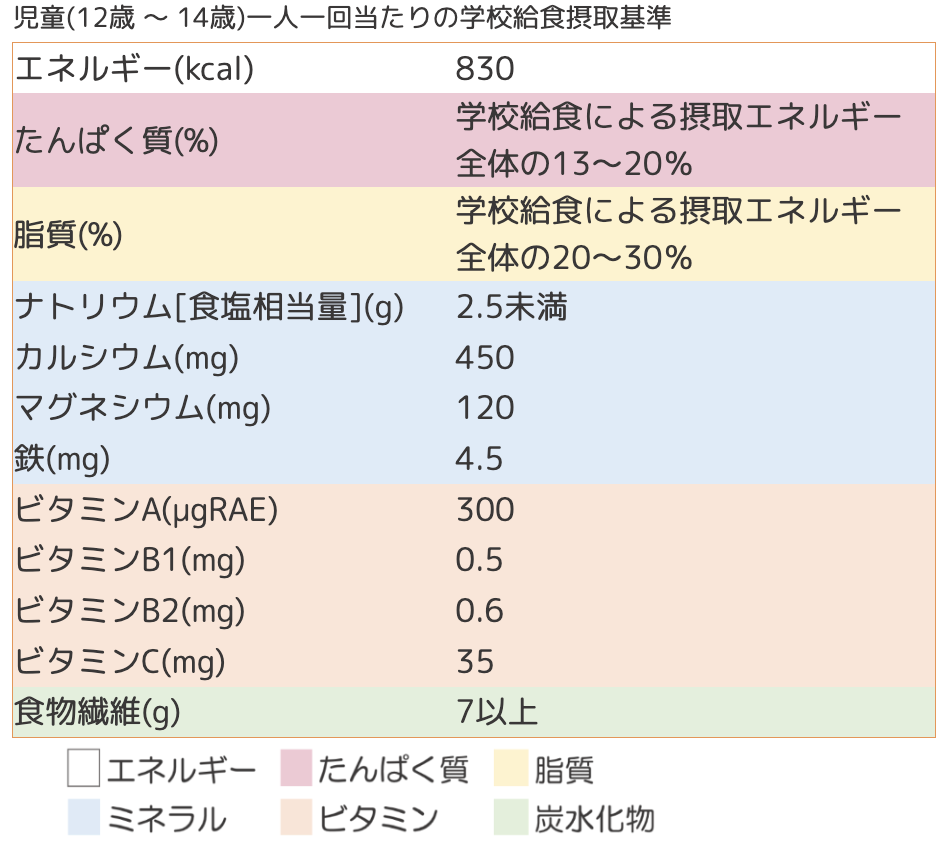 児童(12歳 ～ 14歳)一人一回当たりの学校給食摂取基準
エネルギー(kcal) 830
たんぱく質(%) 学校給食による摂取エネルギー
全体の13～20%
脂質(%) 学校給食による摂取エネルギー
全体の20～30%
ナトリウム[食塩相当量](g) 2.5未満
カルシウム(mg) 450
マグネシウム(mg) 120
鉄(mg) 4.5
ビタミンA(μgRAE) 300
ビタミンB1(mg) 0.5
ビタミンB2(mg) 0.6
ビタミンC(mg) 35
食物繊維(g) 7以上
エネルギー たんぱく質 脂質
ミネラル ビタミン 炭水化物